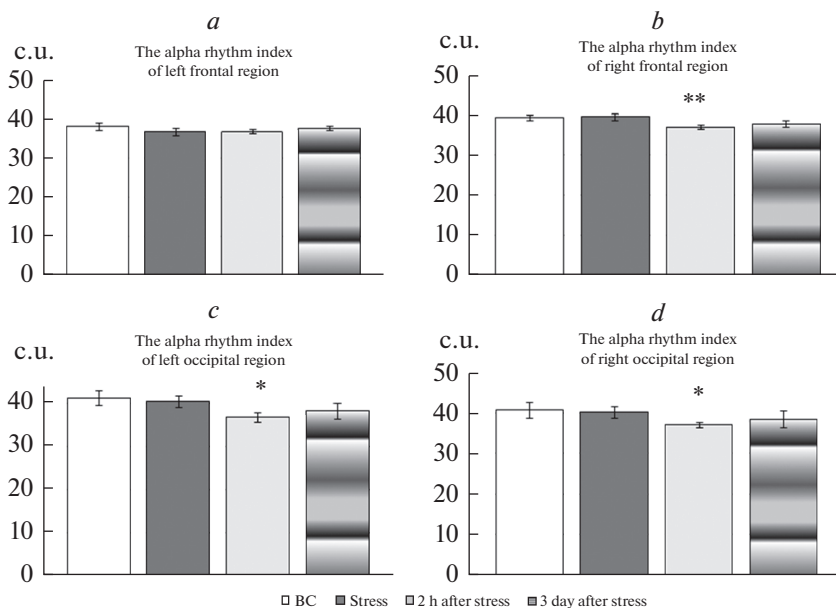 a
c.u.
The alpha rhythm index
of left frontal region
50
40
30
20
10
0
b
c.u.
The alpha rhythm index
of right frontal region
50
40
30
20
10
0
**
c
c.u.
The alpha rhythm index
of left occipital region
40
30
20
10
0
*
d
c.u.
The alpha rhythm index
of right occipital region
50
40
30
20
10
0
*
BC Stress 2 h after stress 3 day after stress